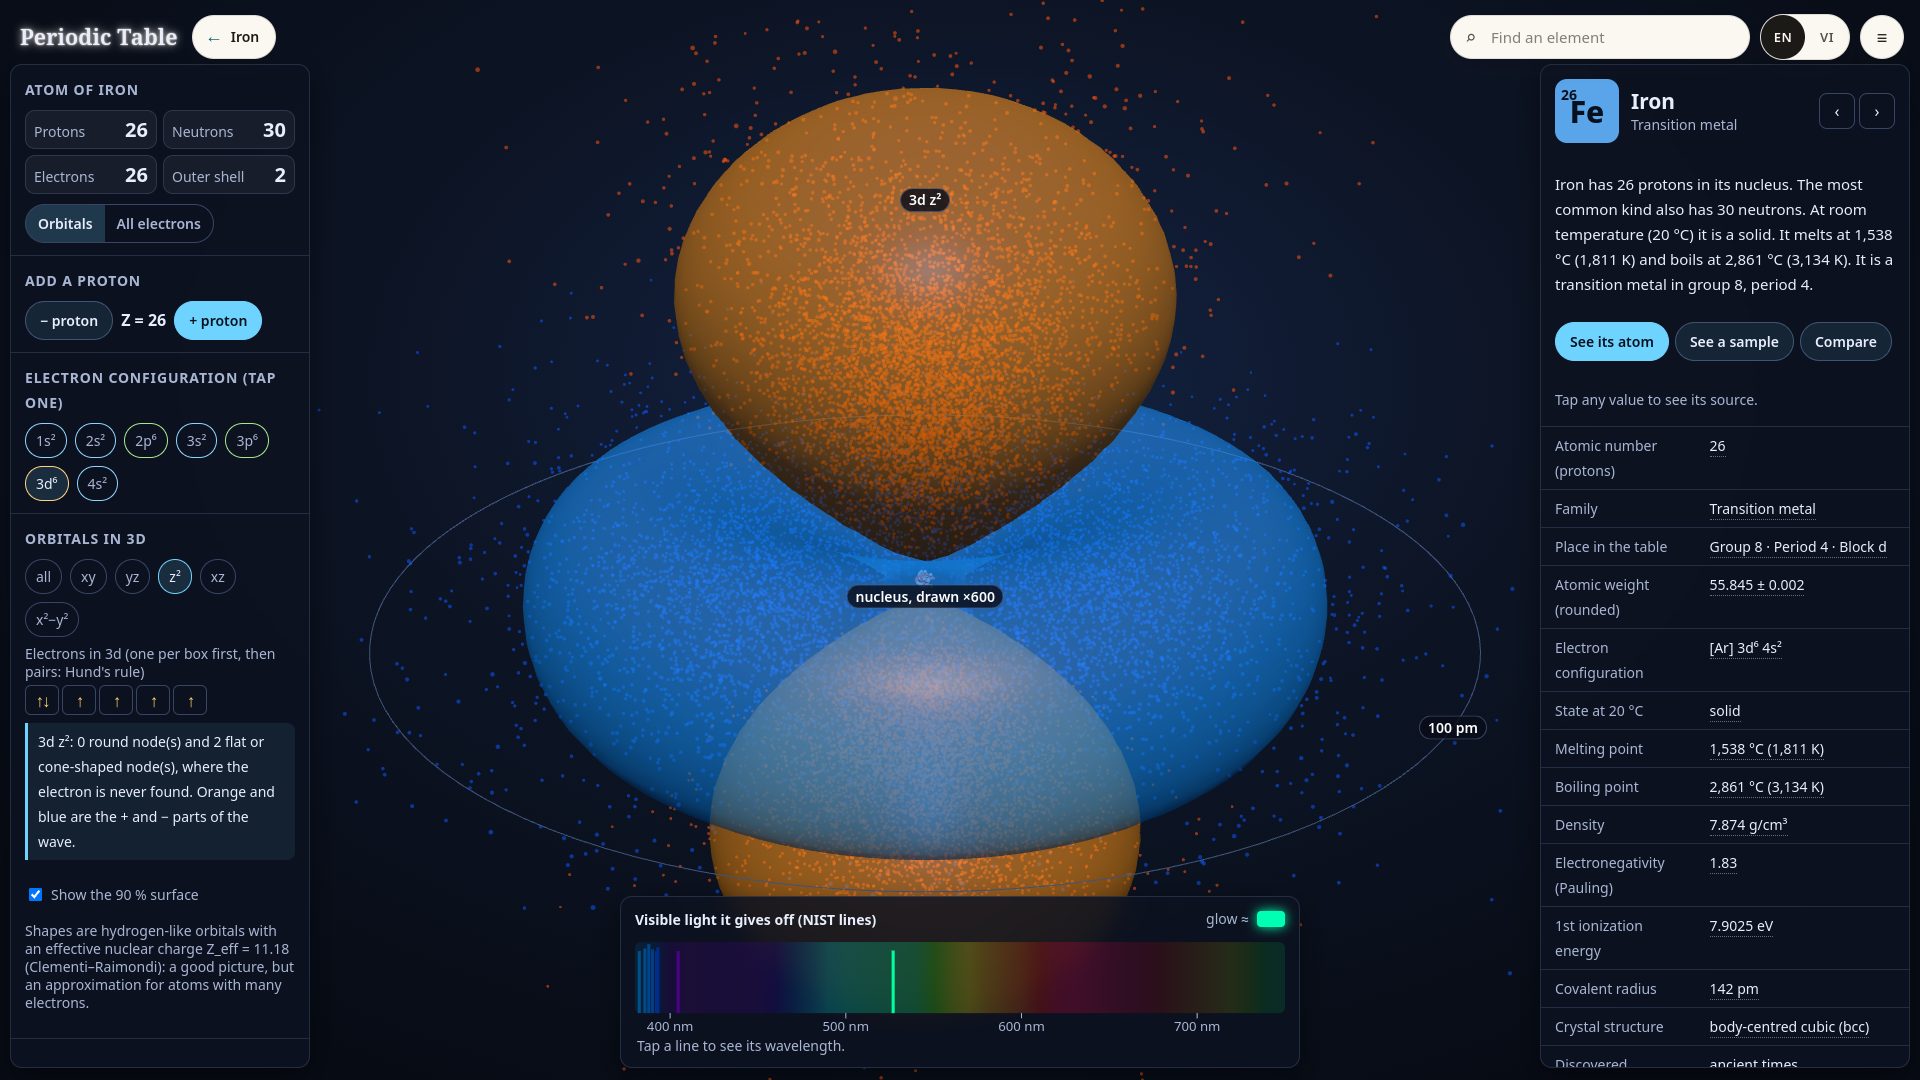 Periodic Table
← Iron
Find an element
EN VI
≡
ATOM OF IRON
Protons 26
Neutrons 30
Electrons 26
Outer shell 2
Orbitals All electrons
ADD A PROTON
− proton Z = 26 + proton
ELECTRON CONFIGURATION (TAP
ONE)
1s² 2s² 2p⁶ 3s² 3p⁶
3d⁶ 4s²
ORBITALS IN 3D
all xy yz z² xz
x²−y²
Electrons in 3d (one per box first, then
pairs: Hund's rule)
↑↓ ↑ ↑ ↑ ↑
3d z²: 0 round node(s) and 2 flat or
cone-shaped node(s), where the
electron is never found. Orange and
blue are the + and − parts of the
wave.
Show the 90 % surface
Shapes are hydrogen-like orbitals with
an effective nuclear charge Z_eff = 11.18
(Clementi–Raimondi): a good picture, but
an approximation for atoms with many
electrons.
3d z²
nucleus, drawn ×600
100 pm
Visible light it gives off (NIST lines)
glow ≈
400 nm 500 nm 600 nm 700 nm
Tap a line to see its wavelength.
26
Fe
Iron
Transition metal
‹ ›
Iron has 26 protons in its nucleus. The most
common kind also has 30 neutrons. At room
temperature (20 °C) it is a solid. It melts at 1,538
°C (1,811 K) and boils at 2,861 °C (3,134 K). It is a
transition metal in group 8, period 4.
See its atom See a sample Compare
Tap any value to see its source.
Atomic number 26
(protons)
Family Transition metal
Place in the table Group 8 · Period 4 · Block d
Atomic weight 55.845 ± 0.002
(rounded)
Electron [Ar] 3d⁶ 4s²
configuration
State at 20 °C solid
Melting point 1,538 °C (1,811 K)
Boiling point 2,861 °C (3,134 K)
Density 7.874 g/cm³
Electronegativity 1.83
(Pauling)
1st ionization 7.9025 eV
energy
Covalent radius 142 pm
Crystal structure body-centred cubic (bcc)
Discovered ancient times